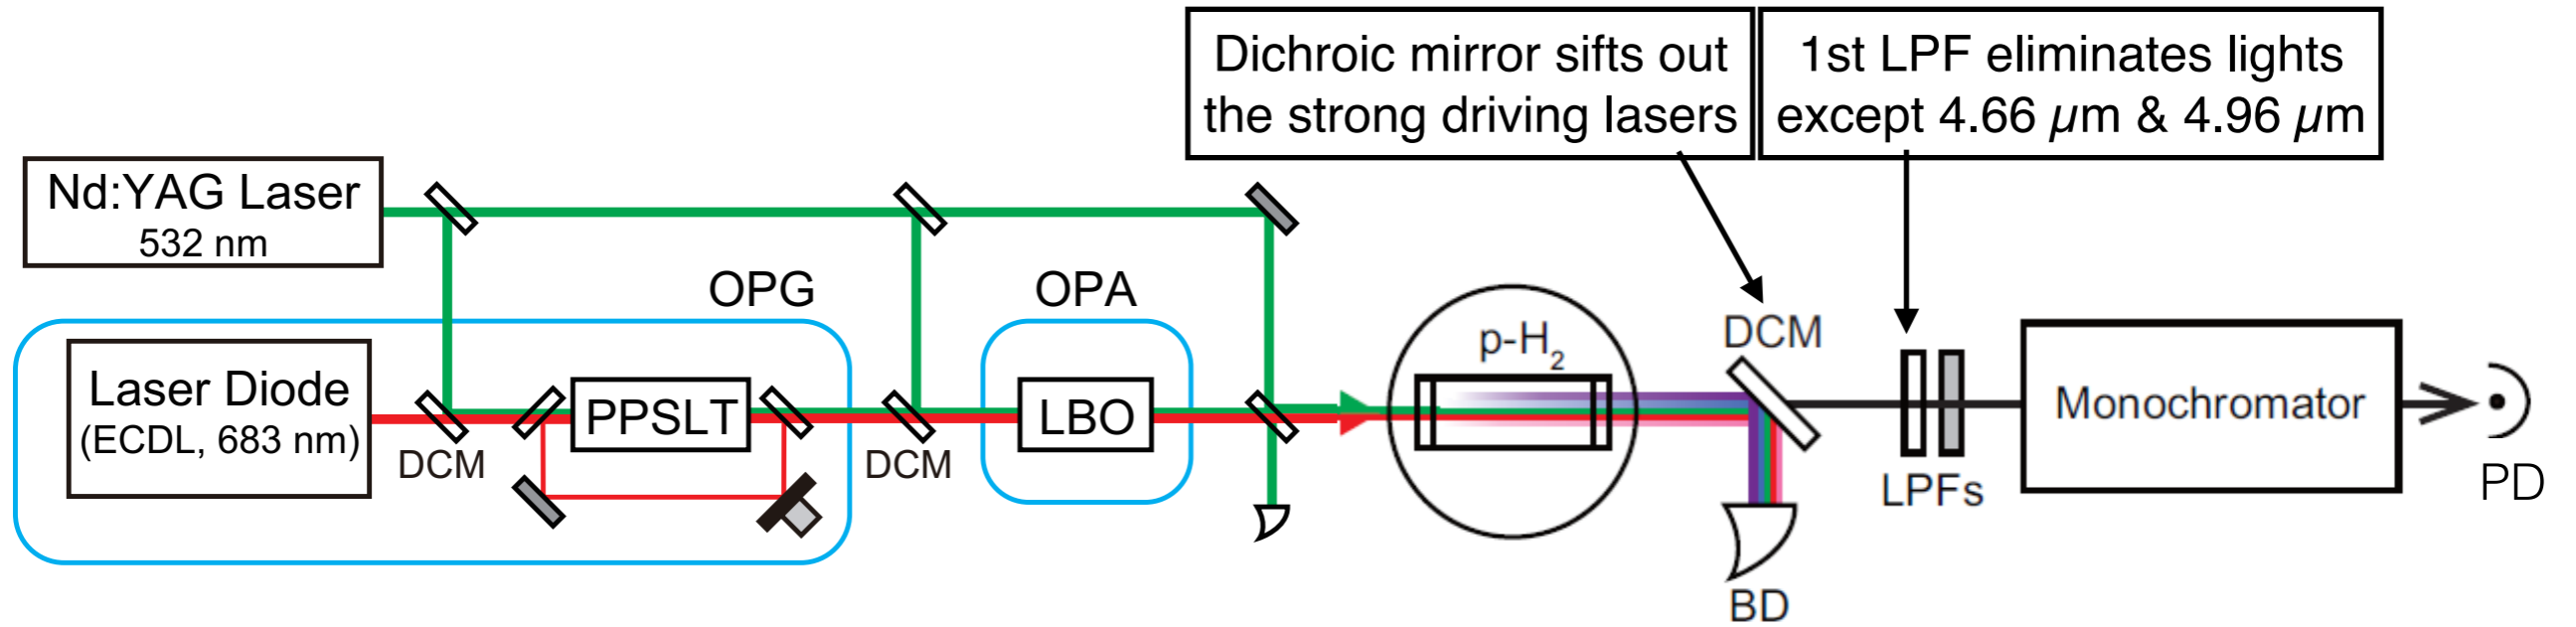 Dichroic mirror sifts out
the strong driving lasers
1st LPF eliminates lights
except 4.66 µm & 4.96 µm
Nd:YAG Laser
532 nm
OPG
OPA
Laser Diode
(ECDL, 683 nm)
DCM
PPSLT
DCM
LBO
p-H₂
DCM
BD
LPFs
Monochromator
PD